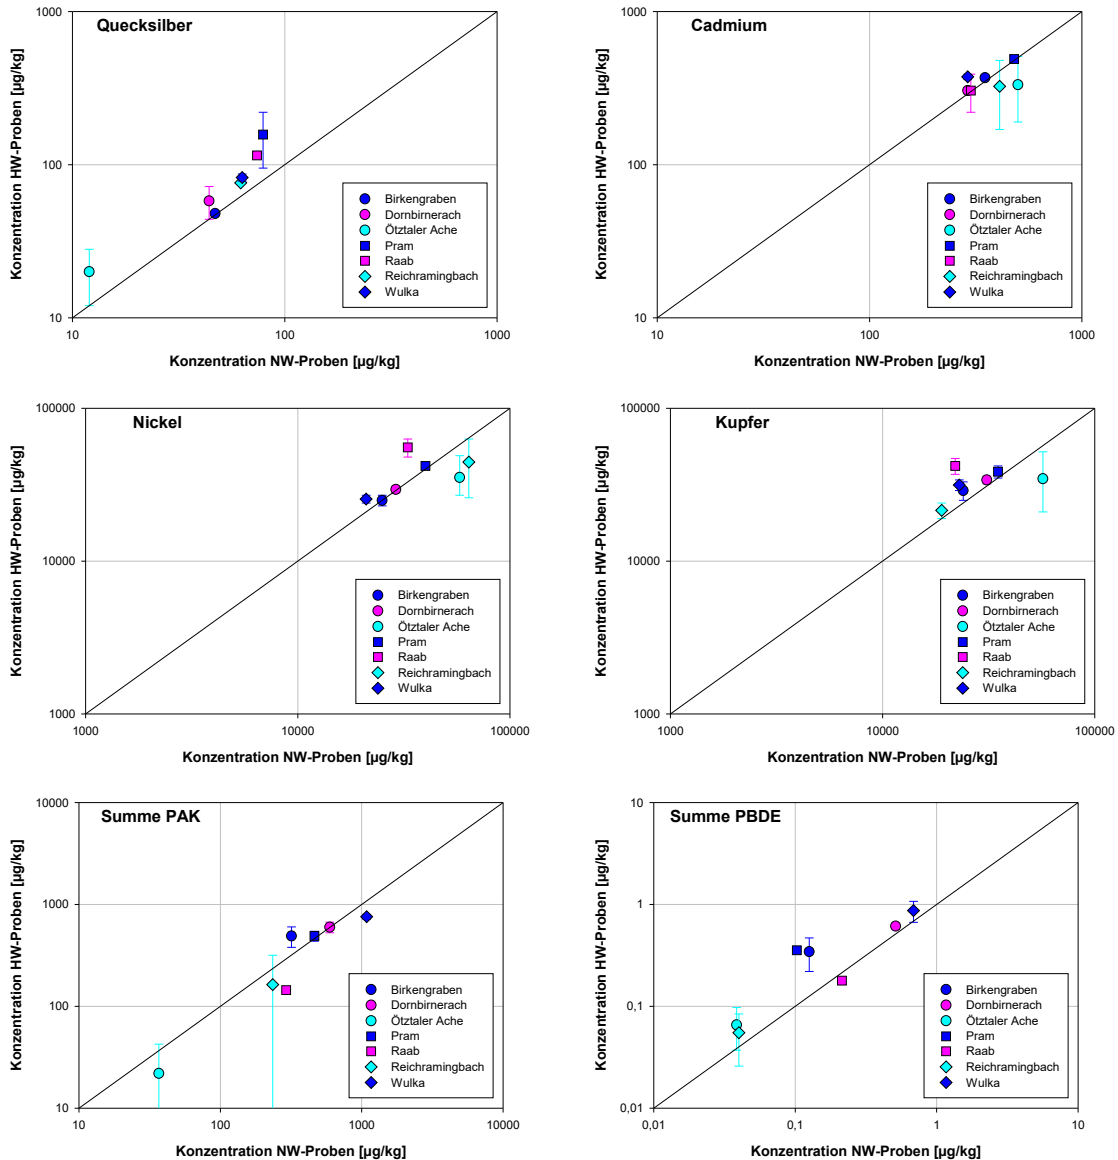 Quecksilber
Konzentration HW-Proben [µg/kg]
1000
100
10
10
100
1000
Konzentration NW-Proben [µg/kg]
Birkengraben
Dornbirnerach
Ötztaler Ache
Pram
Raab
Reichramingbach
Wulka
Cadmium
Konzentration HW-Proben [µg/kg]
1000
100
10
10
100
1000
Konzentration NW-Proben [µg/kg]
Birkengraben
Dornbirnerach
Ötztaler Ache
Pram
Raab
Reichramingbach
Wulka
Nickel
Konzentration HW-Proben [µg/kg]
100000
10000
1000
1000
10000
100000
Konzentration NW-Proben [µg/kg]
Birkengraben
Dornbirnerach
Ötztaler Ache
Pram
Raab
Reichramingbach
Wulka
Kupfer
Konzentration HW-Proben [µg/kg]
100000
10000
1000
1000
10000
100000
Konzentration NW-Proben [µg/kg]
Birkengraben
Dornbirnerach
Ötztaler Ache
Pram
Raab
Reichramingbach
Wulka
Summe PAK
Konzentration HW-Proben [µg/kg]
10000
1000
100
10
10
100
1000
10000
Konzentration NW-Proben [µg/kg]
Birkengraben
Dornbirnerach
Ötztaler Ache
Pram
Raab
Reichramingbach
Wulka
Summe PBDE
Konzentration HW-Proben [µg/kg]
10
1
0,1
0,01
0,01
0,1
1
10
Konzentration NW-Proben [µg/kg]
Birkengraben
Dornbirnerach
Ötztaler Ache
Pram
Raab
Reichramingbach
Wulka